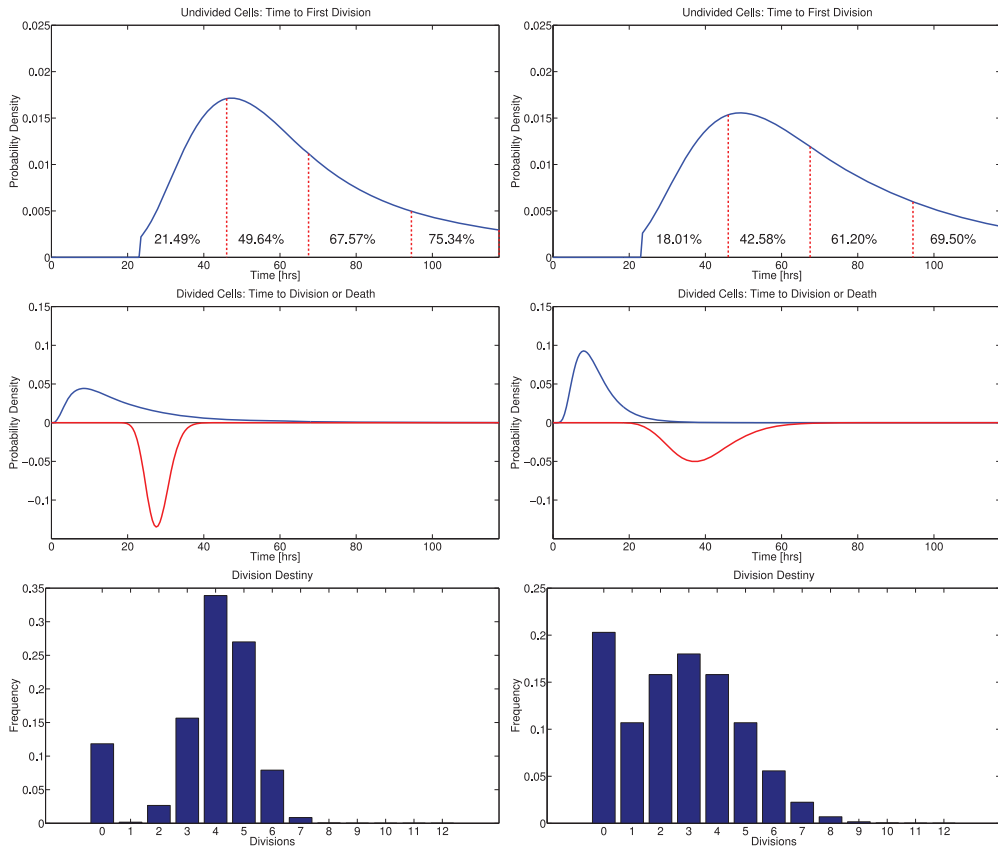 Undivided Cells: Time to First Division
0.025
0.02
0.015
0.01
0.005
0
Probability Density
21.49% 49.64% 67.57% 75.34%
0 20 40 60 80 100
Time [hrs]
Undivided Cells: Time to First Division
0.025
0.02
0.015
0.01
0.005
0
Probability Density
18.01% 42.58% 61.20% 69.50%
0 20 40 60 80 100
Time [hrs]
Divided Cells: Time to Division or Death
0.15
0.1
0.05
0
−0.05
−0.1
Probability Density
0 20 40 60 80 100
Time [hrs]
Divided Cells: Time to Division or Death
0.15
0.1
0.05
0
−0.05
−0.1
Probability Density
0 20 40 60 80 100
Time [hrs]
Division Destiny
0.35
0.3
0.25
0.2
0.15
0.1
0.05
0
Frequency
0 1 2 3 4 5 6 7 8 9 10 11 12
Divisions
Division Destiny
0.25
0.2
0.15
0.1
0.05
0
Frequency
0 1 2 3 4 5 6 7 8 9 10 11 12
Divisions